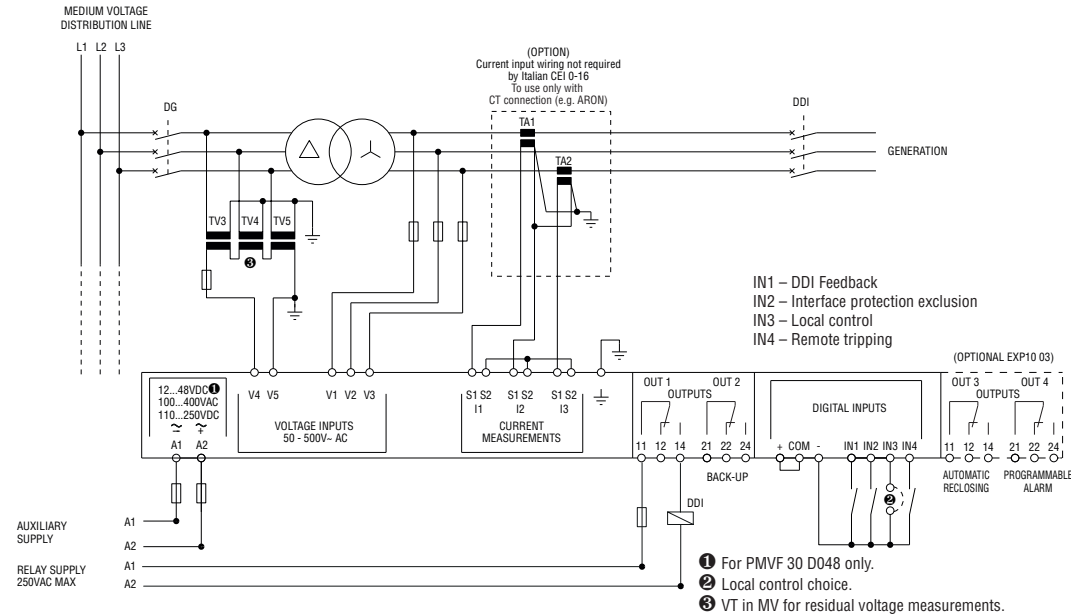 MEDIUM VOLTAGE
DISTRIBUTION LINE
L1 L2 L3
DG
(OPTION)
Current input wiring not required
by Italian CEI 0-16
To use only with
CT connection (e.g. ARON)
TA1
TA2
DDI
GENERATION
TV3 TV4 TV5
❸
IN1 – DDI Feedback
IN2 – Interface protection exclusion
IN3 – Local control
IN4 – Remote tripping
(OPTIONAL EXP10 03)
12...48VDC❶
100...400VAC
110...250VDC
~ ~
– +
A1 A2
V4 V5 V1 V2 V3
VOLTAGE INPUTS
50 - 500V~ AC
S1 S2 S1 S2 S1 S2
I1 I2 I3
CURRENT
MEASUREMENTS
OUT 1 OUT 2
OUTPUTS
11 12 14 21 22 24
BACK-UP
DIGITAL INPUTS
+ COM - IN1 IN2 IN3 IN4
❷
OUT 3 OUT 4
OUTPUTS
11 12 14 21 22 24
AUTOMATIC
RECLOSING
PROGRAMMABLE
ALARM
DDI
AUXILIARY
SUPPLY
A1
A2
RELAY SUPPLY
250VAC MAX
A1
A2
❶ For PMVF 30 D048 only.
❷ Local control choice.
❸ VT in MV for residual voltage measurements.